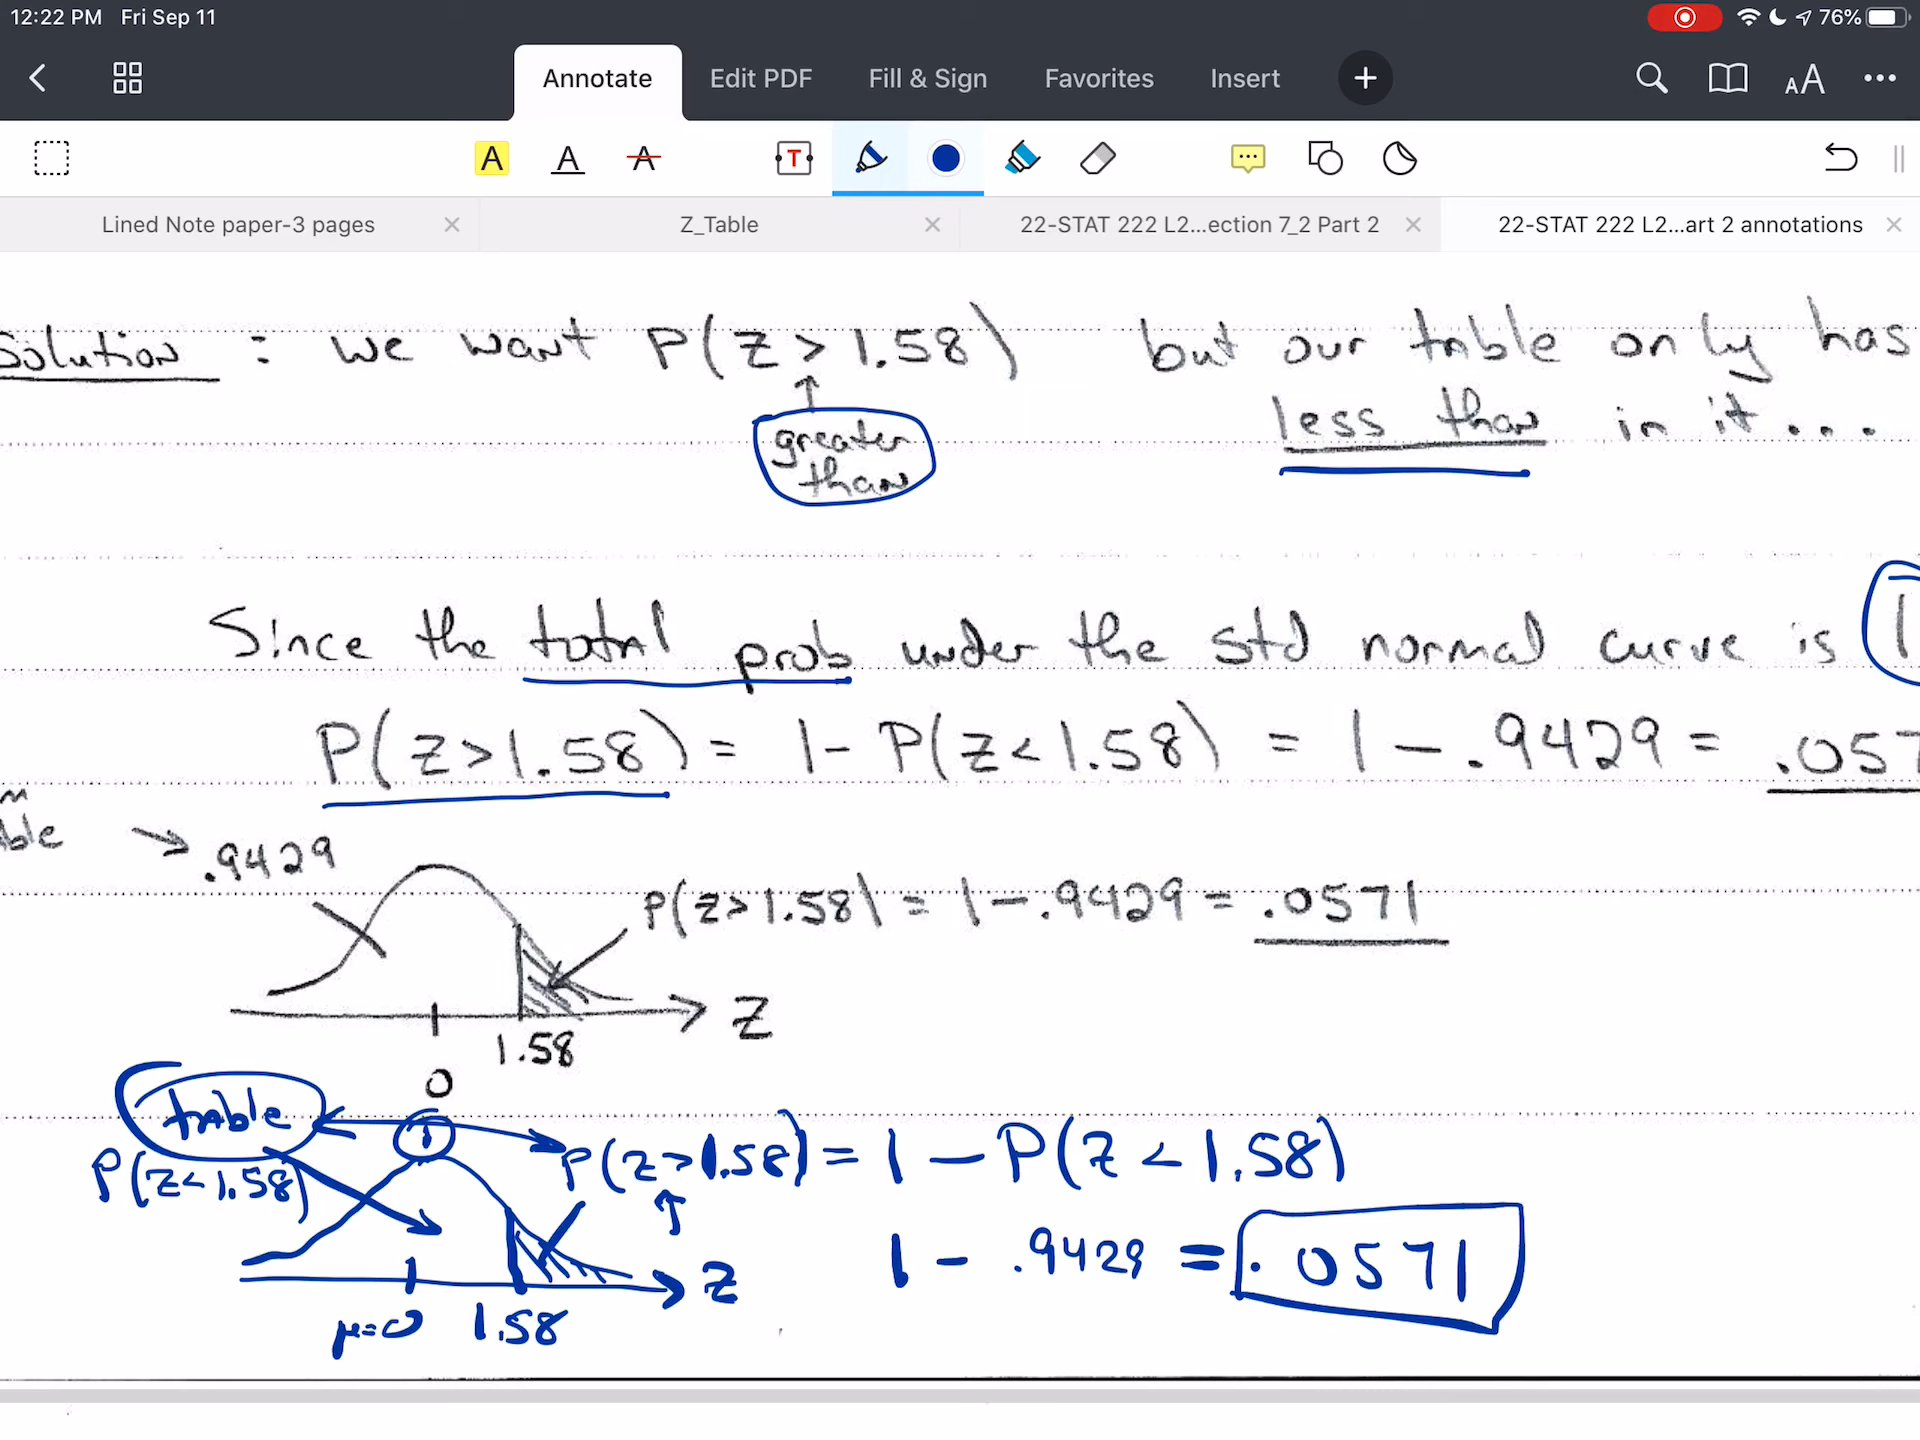 12:22 PM Fri Sep 11 76%
Annotate Edit PDF Fill & Sign Favorites Insert
A A A T AA
Lined Note paper-3 pages Z_Table 22-STAT 222 L2...ection 7_2 Part 2 22-STAT 222 L2...art 2 annotations
Solution : we want P(Z > 1.58) but our table only has
↑
greater less than in it...
than
Since the total prob under the std normal curve is 1
P(Z>1.58) = 1 - P(Z<1.58) = 1 - .9429 = .057
→ .9429
P(Z>1.58) = 1 - .9429 = .0571
Z
1.58
0
table 1
P(Z<1.58) P(Z>1.58) = 1 - P(Z<1.58)
↑
1 - .9429 = .0571
Z
μ=0 1.58